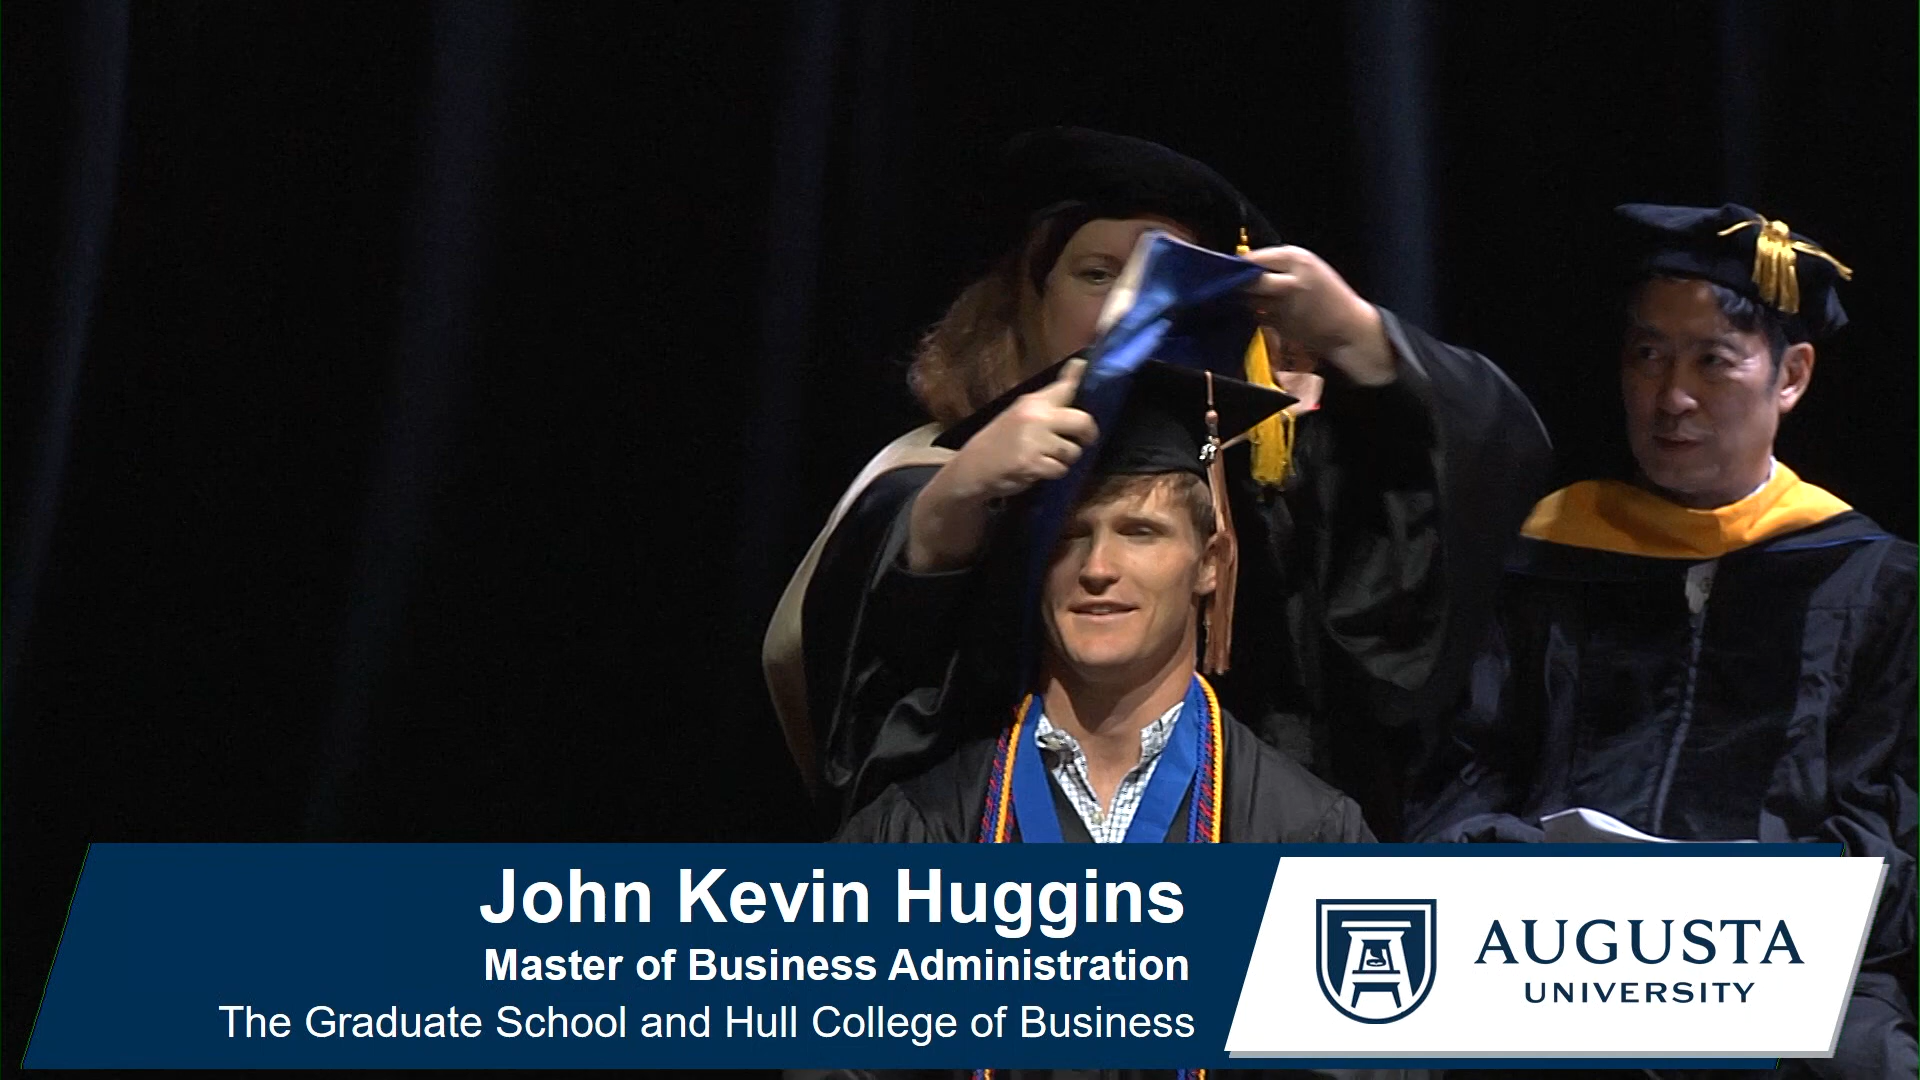 John Kevin Huggins
Master of Business Administration
The Graduate School and Hull College of Business
AUGUSTA
UNIVERSITY